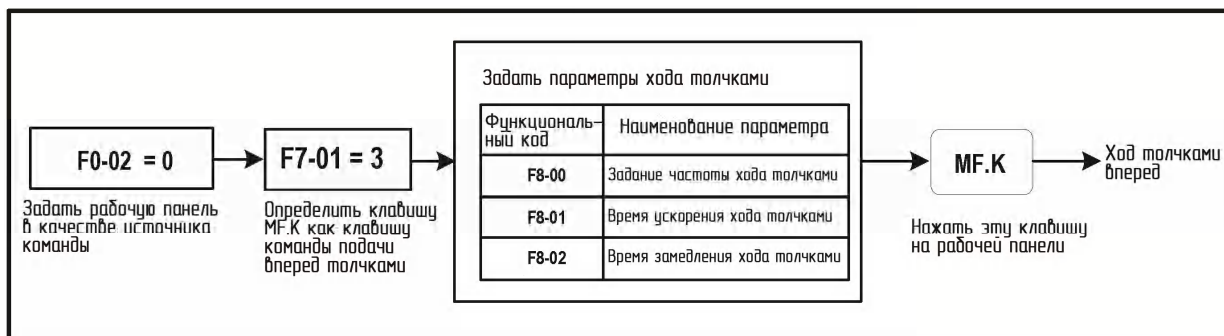 F0-02 = 0
Задать рабочую панель
в качестве источника
команды
F7-01 = 3
Определить клавишу
MF.K как клавишу
команды подачи
вперед толчками
Задать параметры хода толчками
Функциональ-
ный код
Наименование параметра
F8-00
Задание частоты хода толчками
F8-01
Время ускорения хода толчками
F8-02
Время замедления хода толчками
MF.K
Нажать эту клавишу
на рабочей панели
Ход толчками
вперед